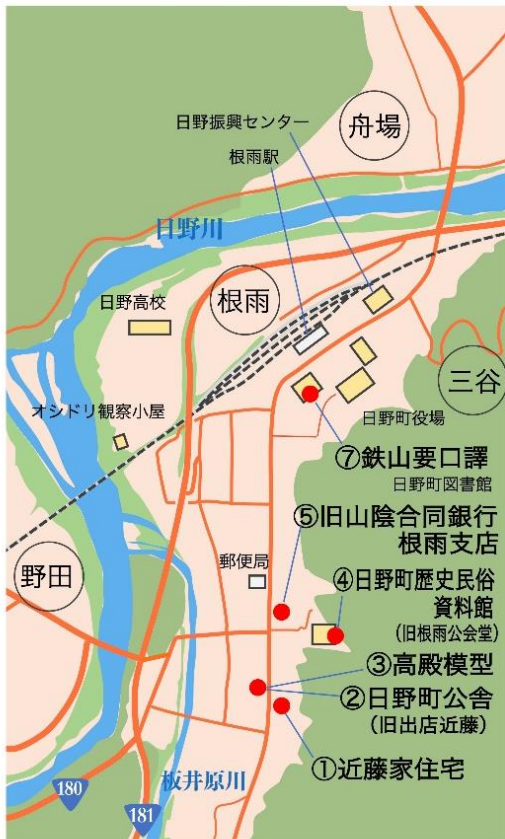 舟場
日野振興センター
根雨駅
日野川
根雨
日野高校
三谷
オシドリ観察小屋
日野町役場
⑦鉄山要口譯
日野町図書館
⑤旧山陰合同銀行
根雨支店
郵便局
野田
④日野町歴史民俗
資料館
(旧根雨公会堂)
③高殿模型
②日野町公舎
(旧出店近藤)
①近藤家住宅
板井原川
180
181